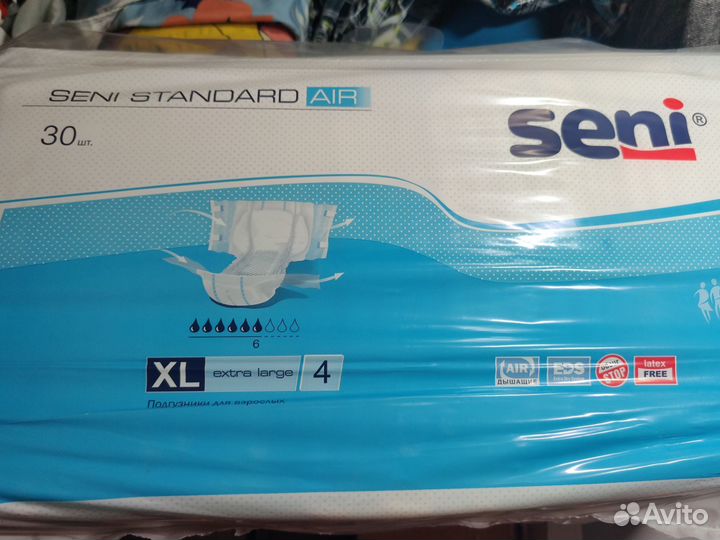 SENI STANDARD AIR
seni®
30 шт.
6
XL extra large 4
Подгузники для взрослых
AIR
ДЫШАЩИЕ
EDS
STOP
latex
FREE
Avito